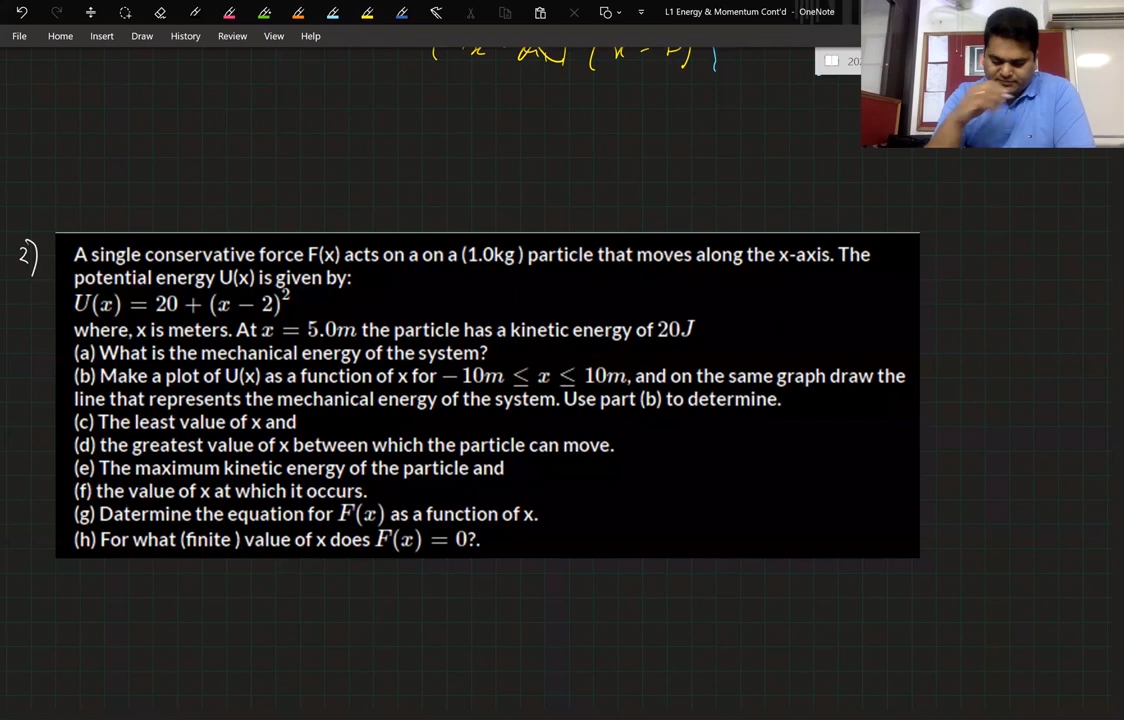 L1 Energy & Momentum Cont'd - OneNote
File Home Insert Draw History Review View Help
202
2)
A single conservative force F(x) acts on a on a (1.0kg ) particle that moves along the x-axis. The
potential energy U(x) is given by:
U(x) = 20 + (x − 2)²
where, x is meters. At x = 5.0m the particle has a kinetic energy of 20J
(a) What is the mechanical energy of the system?
(b) Make a plot of U(x) as a function of x for − 10m ≤ x ≤ 10m, and on the same graph draw the
line that represents the mechanical energy of the system. Use part (b) to determine.
(c) The least value of x and
(d) the greatest value of x between which the particle can move.
(e) The maximum kinetic energy of the particle and
(f) the value of x at which it occurs.
(g) Datermine the equation for F(x) as a function of x.
(h) For what (finite ) value of x does F(x) = 0?.